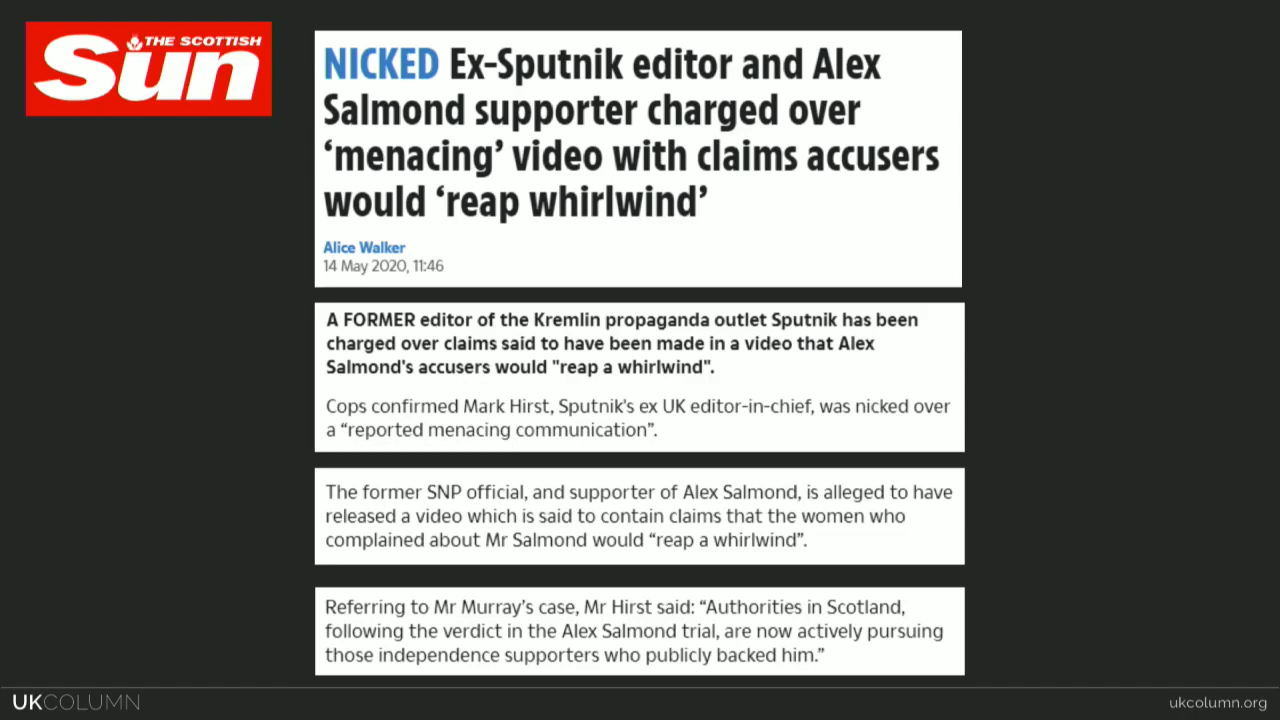 THE SCOTTISH
Sun
NICKED Ex-Sputnik editor and Alex
Salmond supporter charged over
‘menacing’ video with claims accusers
would ‘reap whirlwind’
Alice Walker
14 May 2020, 11:46
A FORMER editor of the Kremlin propaganda outlet Sputnik has been
charged over claims said to have been made in a video that Alex
Salmond's accusers would "reap a whirlwind".
Cops confirmed Mark Hirst, Sputnik's ex UK editor-in-chief, was nicked over
a “reported menacing communication”.
The former SNP official, and supporter of Alex Salmond, is alleged to have
released a video which is said to contain claims that the women who
complained about Mr Salmond would “reap a whirlwind”.
Referring to Mr Murray’s case, Mr Hirst said: “Authorities in Scotland,
following the verdict in the Alex Salmond trial, are now actively pursuing
those independence supporters who publicly backed him.”
UKCOLUMN
ukcolumn.org